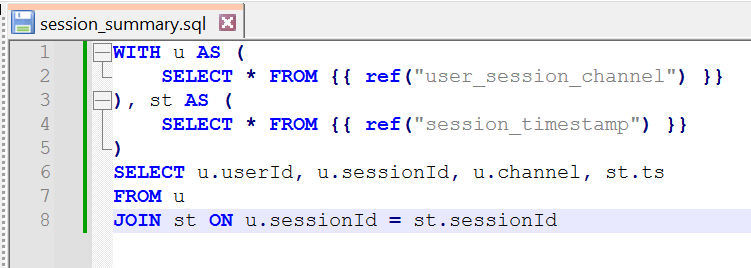 session_summary.sql
1 WITH u AS (
2     SELECT * FROM {{ ref("user_session_channel") }}
3 ), st AS (
4     SELECT * FROM {{ ref("session_timestamp") }}
5 )
6 SELECT u.userId, u.sessionId, u.channel, st.ts
7 FROM u
8 JOIN st ON u.sessionId = st.sessionId